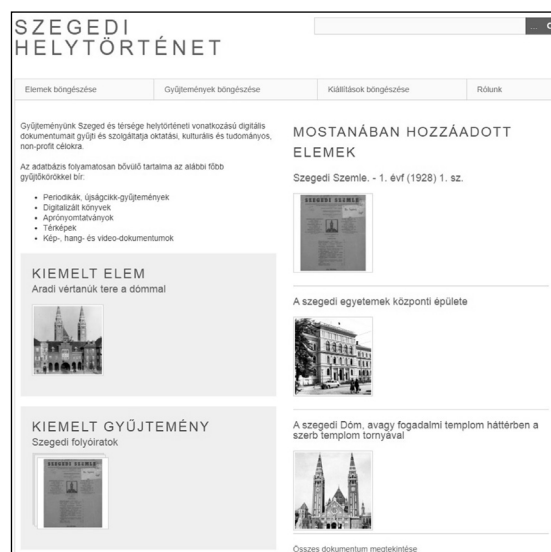 SZEGEDI
HELYTÖRTÉNET
...
Elemek böngészése
Gyűjtemények böngészése
Kiállítások böngészése
Rólunk
Gyűjteményünk Szeged és térsége helytörténeti vonatkozású digitális
dokumentumait gyűjti és szolgáltatja oktatási, kulturális és tudományos,
non-profit célokra.
Az adatbázis folyamatosan bővülő tartalma az alábbi főbb
gyűjtőkörökkel bír:
Periodikák, újságcikk-gyűjtemények
Digitalizált könyvek
Aprónyomtatványok
Térképek
Kép-, hang- és video-dokumentumok
KIEMELT ELEM
Aradi vértanúk tere a dómmal
KIEMELT GYŰJTEMÉNY
Szegedi folyóiratok
SZEGEDI SZEMLE
MOSTANÁBAN HOZZÁADOTT
ELEMEK
Szegedi Szemle. - 1. évf (1928) 1. sz.
SZEGEDI SZEMLE
A szegedi egyetemek központi épülete
A szegedi Dóm, avagy fogadalmi templom háttérben a
szerb templom tornyával
Összes dokumentum megtekintése